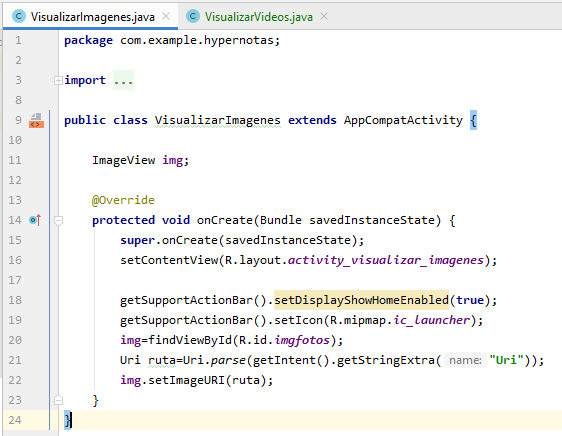 VisualizarImagenes.java
VisualizarVideos.java
1 package com.example.hypernotas;
2
3 import ...
8
9 public class VisualizarImagenes extends AppCompatActivity {
10
11 ImageView img;
12
13 @Override
14 protected void onCreate(Bundle savedInstanceState) {
15 super.onCreate(savedInstanceState);
16 setContentView(R.layout.activity_visualizar_imagenes);
17
18 getSupportActionBar().setDisplayShowHomeEnabled(true);
19 getSupportActionBar().setIcon(R.mipmap.ic_launcher);
20 img=findViewById(R.id.imgfotos);
21 Uri ruta=Uri.parse(getIntent().getStringExtra( name: "Uri"));
22 img.setImageURI(ruta);
23 }
24 }